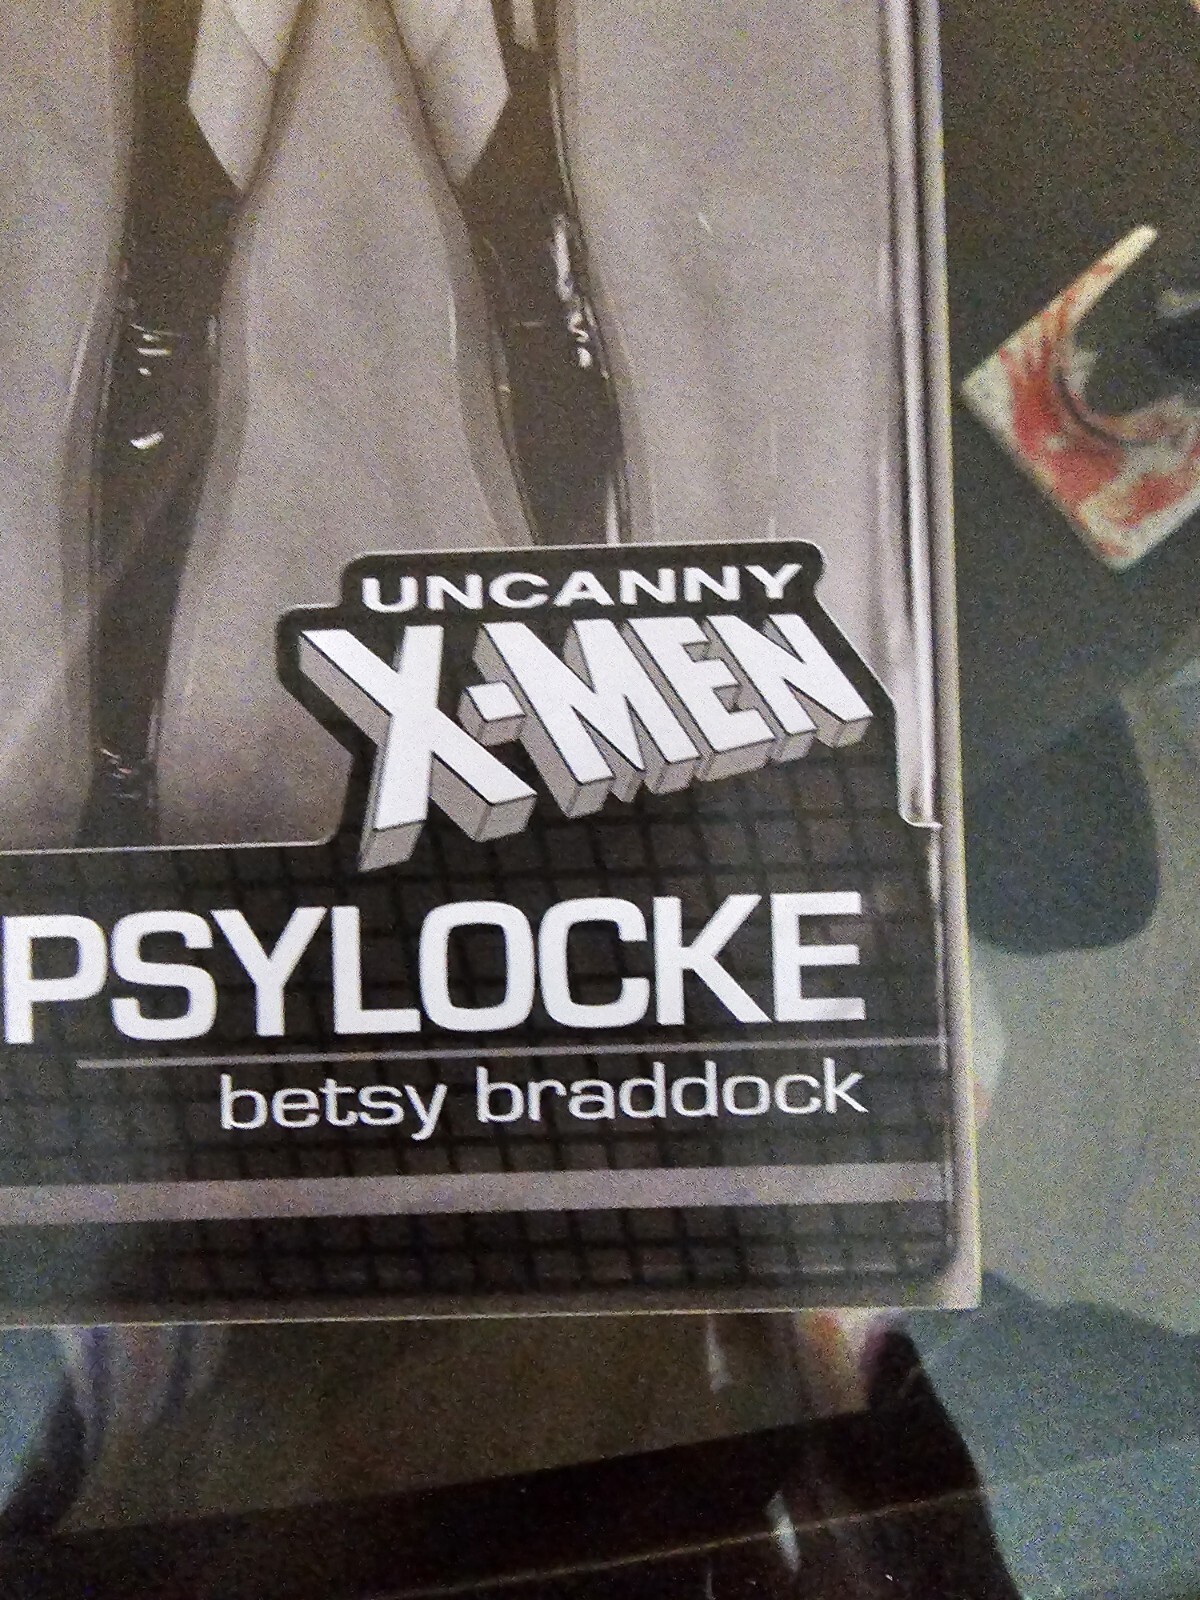 UNCANNY
X-MEN
PSYLOCKE
betsy braddock